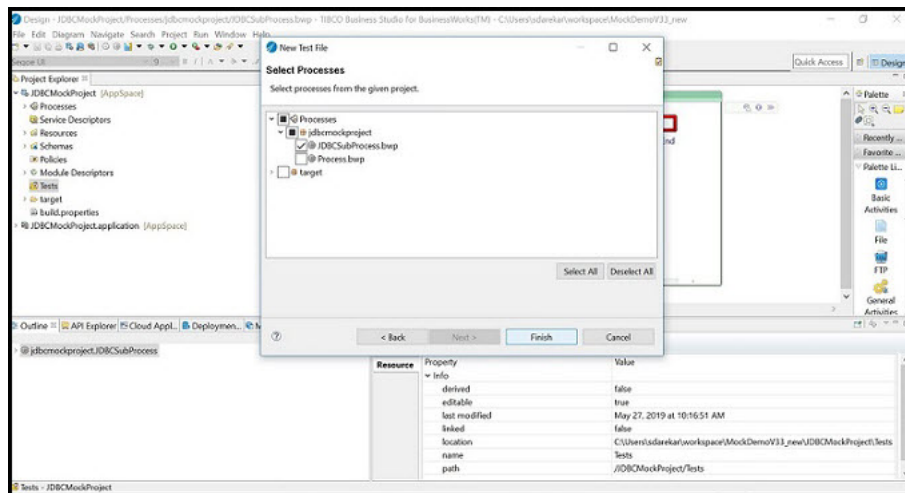 Design - JDBCMockProject/Processes/jdbcmockproject/JDBCSubProcess.bwp - TIBCO Business Studio for BusinessWorks(TM) - C:\Users\sdarekar\workspace\MockDemoV33_new
File Edit Diagram Navigate Search Project Run Window Help
Segoe UI 9
Quick Access
Design
Project Explorer
JDBCMockProject [AppSpace]
Processes
Service Descriptors
Resources
Schemas
Policies
Module Descriptors
Tests
target
build.properties
JDBCMockProject.application [AppSpace]
New Test File
Select Processes
Select processes from the given project.
Processes
jdbcmockproject
JDBCSubProcess.bwp
Process.bwp
target
Select All Deselect All
< Back Next > Finish Cancel
Palette
Recently ...
Favorite ...
Palette Li...
Basic
Activities
File
FTP
General
Activities
Outline API Explorer Cloud Appl... Deploymen...
jdbcmockproject.JDBCSubProcess
Resource
Property Value
Info
derived false
editable true
last modified May 27, 2019 at 10:16:51 AM
linked false
location C:\Users\sdarekar\workspace\MockDemoV33_new\JDBCMockProject\Tests
name Tests
path /JDBCMockProject/Tests
Tests - JDBCMockProject